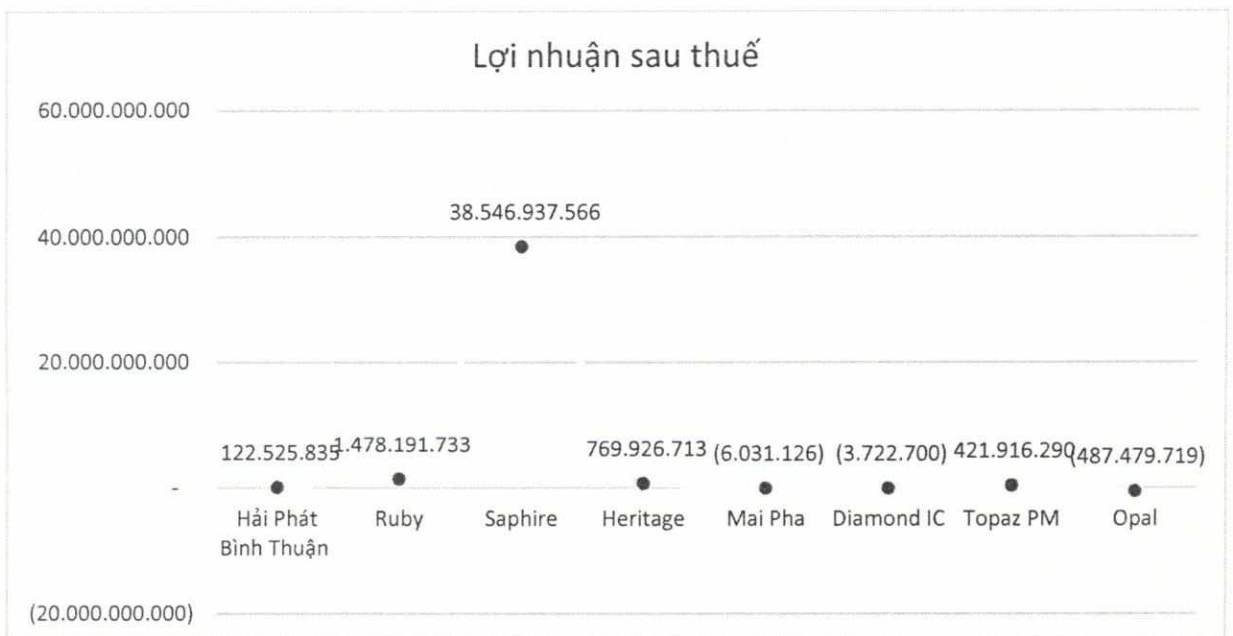 Lợi nhuận sau thuế
60.000.000.000
38.546.937.566
40.000.000.000
20.000.000.000
122.525.835 1.478.191.733 769.926.713 (6.031.126) (3.722.700) 421.916.290 (487.479.719)
-
Hải Phát Ruby Saphire Heritage Mai Pha Diamond IC Topaz PM Opal
Bình Thuận
(20.000.000.000)